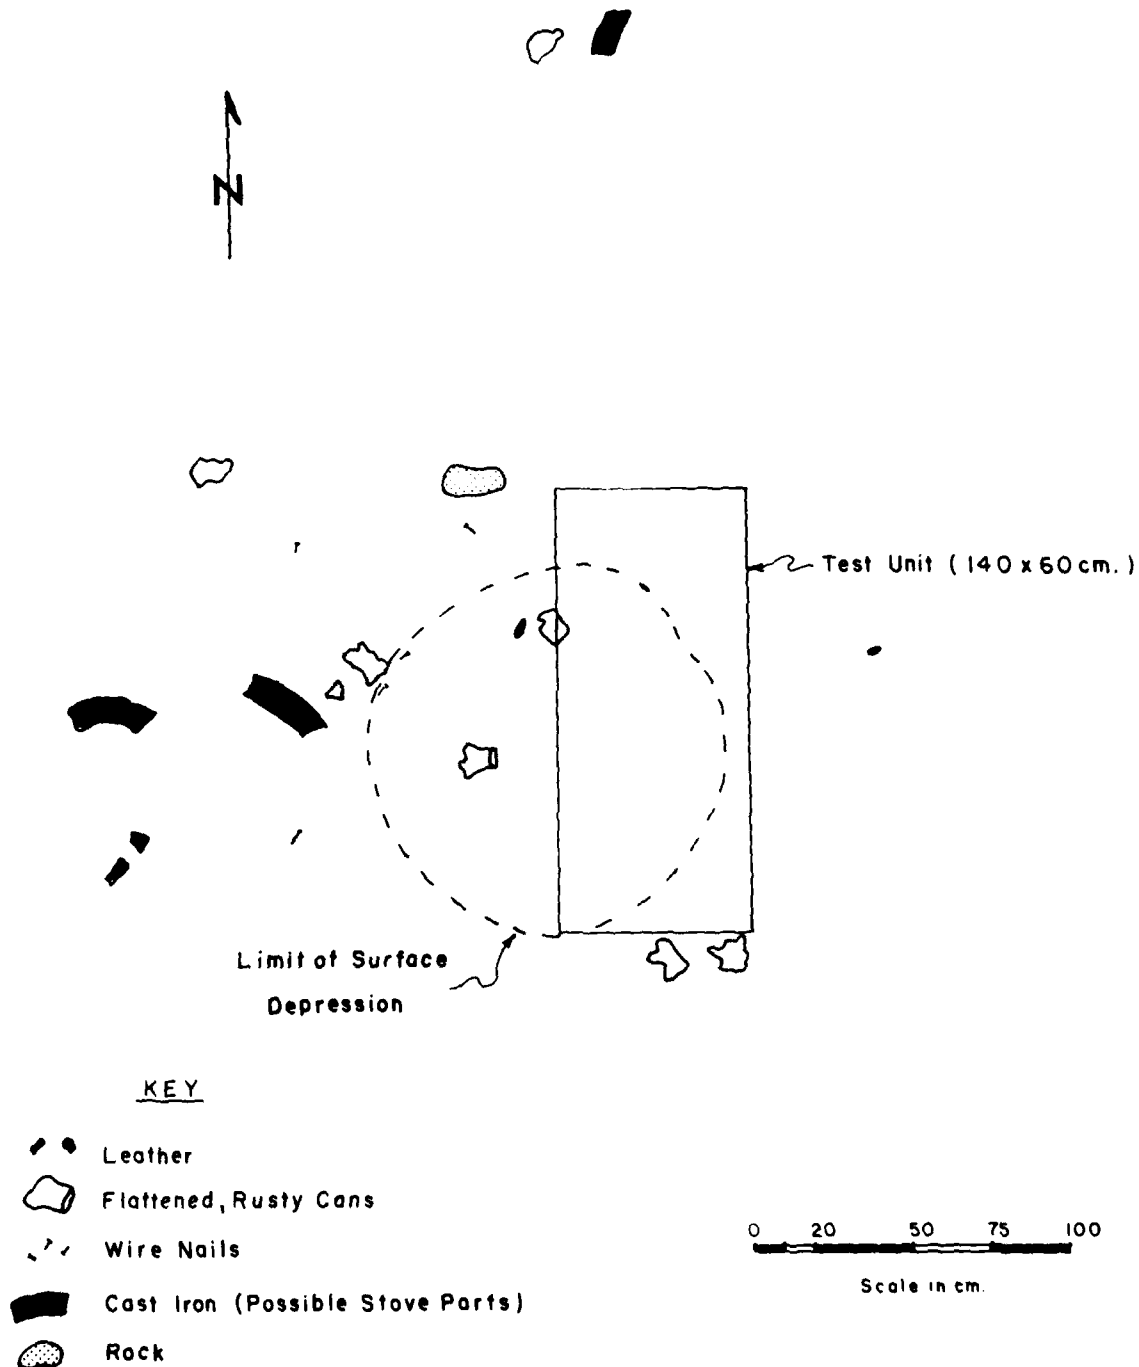 N
Test Unit (140 x 60 cm.)
Limit of Surface
Depression
KEY
Leather
Flattened, Rusty Cans
Wire Nails
Cast Iron (Possible Stove Parts)
Rock
0 20 50 75 100
Scale in cm.